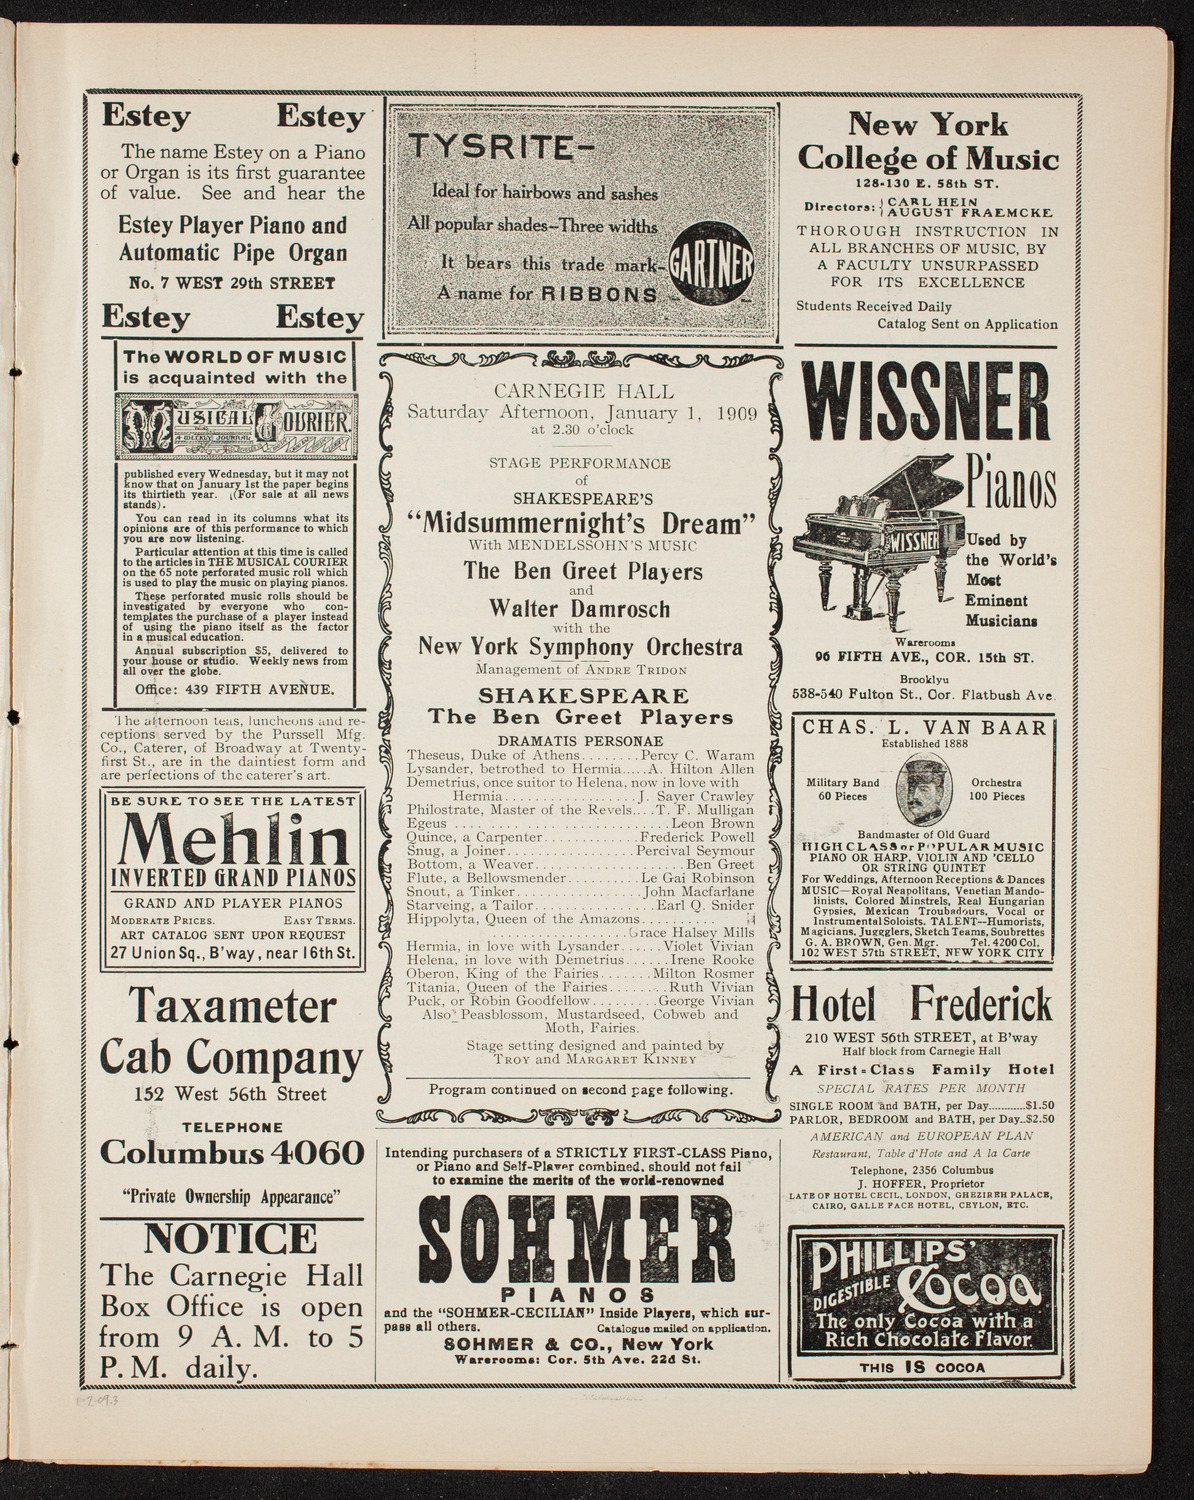 Estey Estey
The name Estey on a Piano
or Organ is its first guarantee
of value. See and hear the
Estey Player Piano and
Automatic Pipe Organ
No. 7 WEST 29th STREET
Estey Estey
The WORLD OF MUSIC
is acquainted with the
MUSICAL COURIER.
A WEEKLY JOURNAL
published every Wednesday, but it may not
know that on January 1st the paper begins
its thirtieth year. (For sale at all news
stands).
You can read in its columns what its
opinions are of this performance to which
you are now listening.
Particular attention at this time is called
to the articles in THE MUSICAL COURIER
on the 65 note perforated music roll which
is used to play the music on playing pianos.
These perforated music rolls should be
investigated by everyone who con-
templates the purchase of a player instead
of using the piano itself as the factor
in a musical education.
Annual subscription $5, delivered to
your house or studio. Weekly news from
all over the globe.
Office: 439 FIFTH AVENUE.
The afternoon teas, luncheons and re-
ceptions served by the Purssell Mfg.
Co., Caterer, of Broadway at Twenty-
first St., are in the daintiest form and
are perfections of the caterer's art.
BE SURE TO SEE THE LATEST
Mehlin
INVERTED GRAND PIANOS
GRAND AND PLAYER PIANOS
MODERATE PRICES. EASY TERMS.
ART CATALOG SENT UPON REQUEST
27 Union Sq., B'way, near 16th St.
Taxameter
Cab Company
152 West 56th Street
TELEPHONE
Columbus 4060
"Private Ownership Appearance"
NOTICE
The Carnegie Hall
Box Office is open
from 9 A. M. to 5
P. M. daily.
TYSRITE-
Ideal for hairbows and sashes
All popular shades-Three widths
It bears this trade mark-
GARTNER
A name for RIBBONS -
CARNEGIE HALL
Saturday Afternoon, January 1, 1909
at 2.30 o'clock
STAGE PERFORMANCE
of
SHAKESPEARE'S
"Midsummernight's Dream"
With MENDELSSOHN'S MUSIC
The Ben Greet Players
and
Walter Damrosch
with the
New York Symphony Orchestra
Management of ANDRE TRIDON
SHAKESPEARE
The Ben Greet Players
DRAMATIS PERSONAE
Theseus, Duke of Athens........Percy C. Waram
Lysander, betrothed to Hermia.....A. Hilton Allen
Demetrius, once suitor to Helena, now in love with
Hermia.................J. Sayer Crawley
Philostrate, Master of the Revels....T. F. Mulligan
Egeus ............................Leon Brown
Quince, a Carpenter.............Frederick Powell
Snug, a Joiner.................Percival Seymour
Bottom, a Weaver....................Ben Greet
Flute, a Bellowsmender..........Le Gai Robinson
Snout, a Tinker.................John Macfarlane
Starveing, a Tailor................Earl Q. Snider
Hippolyta, Queen of the Amazons..........
..................Grace Halsey Mills
Hermia, in love with Lysander......Violet Vivian
Helena, in love with Demetrius......Irene Rooke
Oberon, King of the Fairies.......Milton Rosmer
Titania, Queen of the Fairies........Ruth Vivian
Puck, or Robin Goodfellow.........George Vivian
Also Peasblossom, Mustardseed, Cobweb and
Moth, Fairies.
Stage setting designed and painted by
TROY and MARGARET KINNEY
Program continued on second page following.
Intending purchasers of a STRICTLY FIRST-CLASS Piano,
or Piano and Self-Player combined, should not fail
to examine the merits of the world-renowned
SOHMER
PIANOS
and the "SOHMER-CECILIAN" Inside Players, which sur-
pass all others. Catalogue mailed on application.
SOHMER & CO., New York
Warerooms: Cor. 5th Ave. 22d St.
New York
College of Music
128-130 E. 58th ST.
Directors: CARL HEIN
AUGUST FRAEMCKE
THOROUGH INSTRUCTION IN
ALL BRANCHES OF MUSIC, BY
A FACULTY UNSURPASSED
FOR ITS EXCELLENCE
Students Received Daily
Catalog Sent on Application
WISSNER
Pianos
WISSNER
Used by
the World's
Most
Eminent
Musicians
Warerooms
96 FIFTH AVE., COR. 15th ST.
Brooklyu
538-540 Fulton St., Cor. Flatbush Ave.
CHAS. L. VAN BAAR
Established 1888
Military Band
60 Pieces
Orchestra
100 Pieces
Bandmaster of Old Guard
HIGH CLASS or POPULAR MUSIC
PIANO OR HARP, VIOLIN AND 'CELLO
OR STRING QUINTET
For Weddings, Afternoon Receptions & Dances
MUSIC—Royal Neapolitans, Venetian Mando-
linists, Colored Minstrels, Real Hungarian
Gypsies, Mexican Troubadours, Vocal or
Instrumental Soloists. TALENT—Humorists,
Magicians, Juggglers, Sketch Teams, Soubrettes
G. A. BROWN, Gen. Mgr. Tel. 4200 Col.
102 WEST 57th STREET, NEW YORK CITY
Hotel Frederick
210 WEST 56th STREET, at B'way
Half block from Carnegie Hall
A First-Class Family Hotel
SPECIAL RATES PER MONTH
SINGLE ROOM and BATH, per Day............$1.50
PARLOR, BEDROOM and BATH, per Day..$2.50
AMERICAN and EUROPEAN PLAN
Restaurant, Table d'Hote and A la Carte
Telephone, 2356 Columbus
J. HOFFER, Proprietor
LATE OF HOTEL CECIL, LONDON, GHEZIREH PALACE,
CAIRO, GALLE FACE HOTEL, CEYLON, ETC.
PHILLIPS'
DIGESTIBLE Cocoa
The only Cocoa with a
Rich Chocolate Flavor.
THIS IS COCOA
1-2-09.3